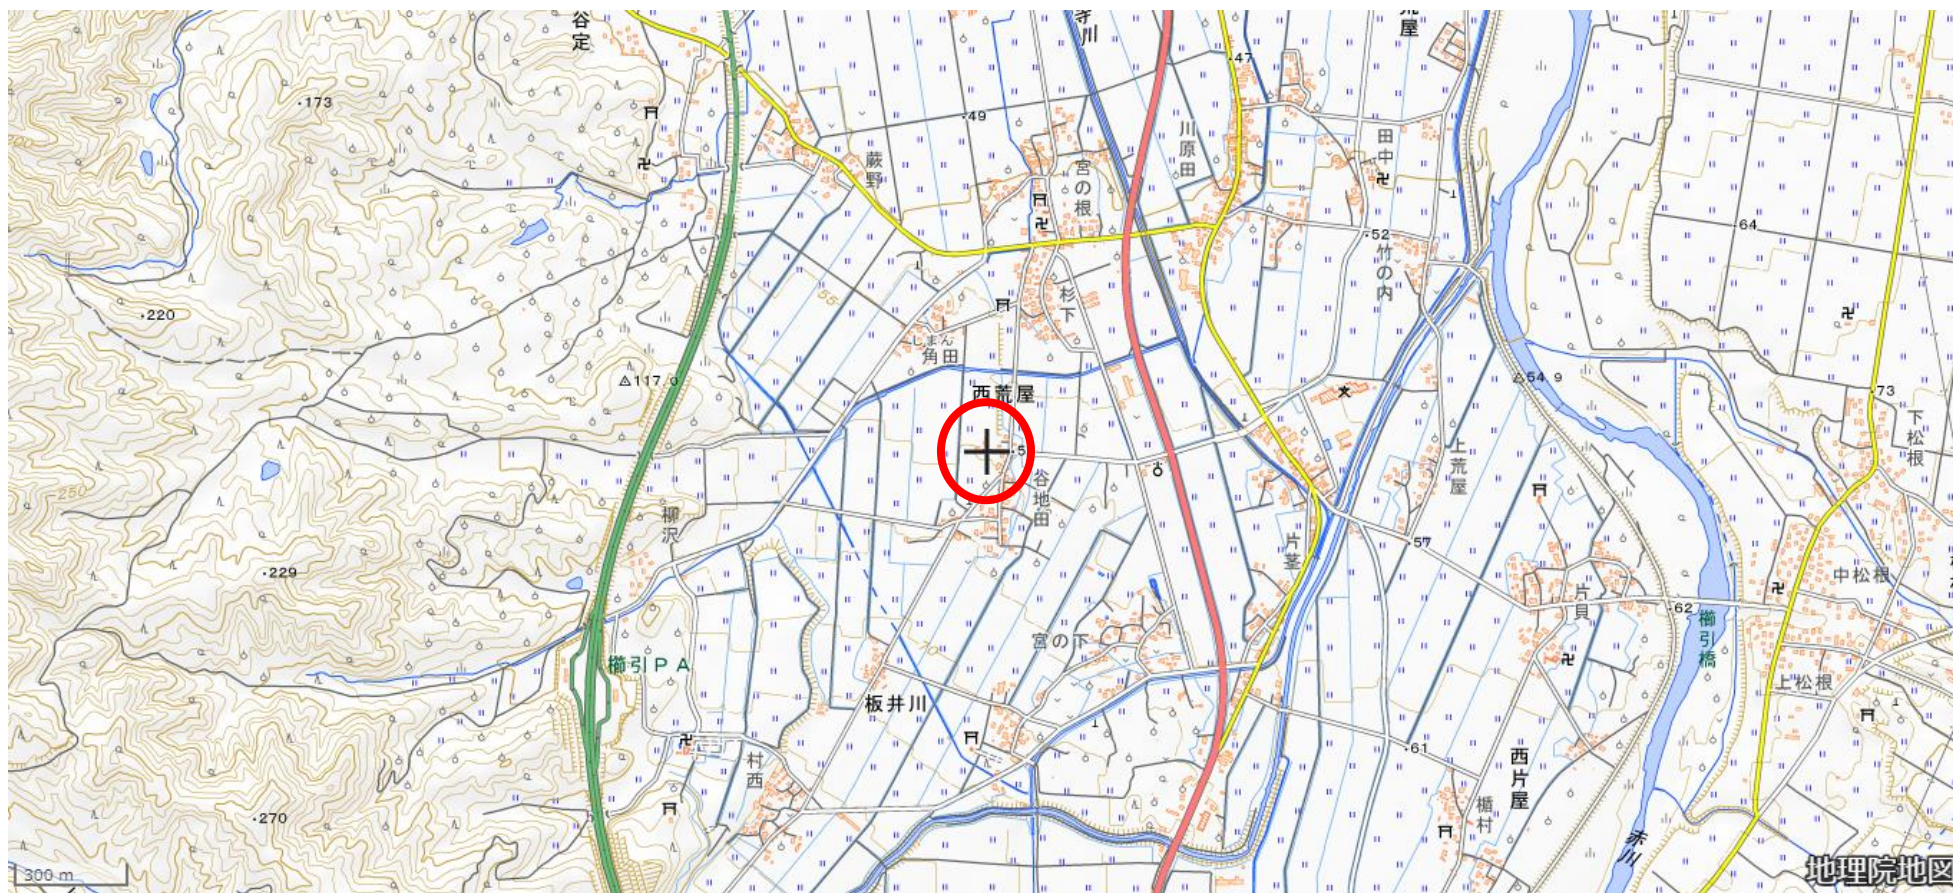 谷定
寺川
荒屋
173
蕨野
49
宮の根
川原田
47
田中
52
竹の内
64
220
55
杉下
しまん
角田
117.0
西荒屋
54.9
73
下松根
250
柳沢
谷地田
上荒屋
片茎
57
229
中松根
宮の下
片貝
62
櫛引橋
櫛引PA
70
板井川
上松根
村西
61
西片屋
楯村
270
赤川
300 m
地理院地図